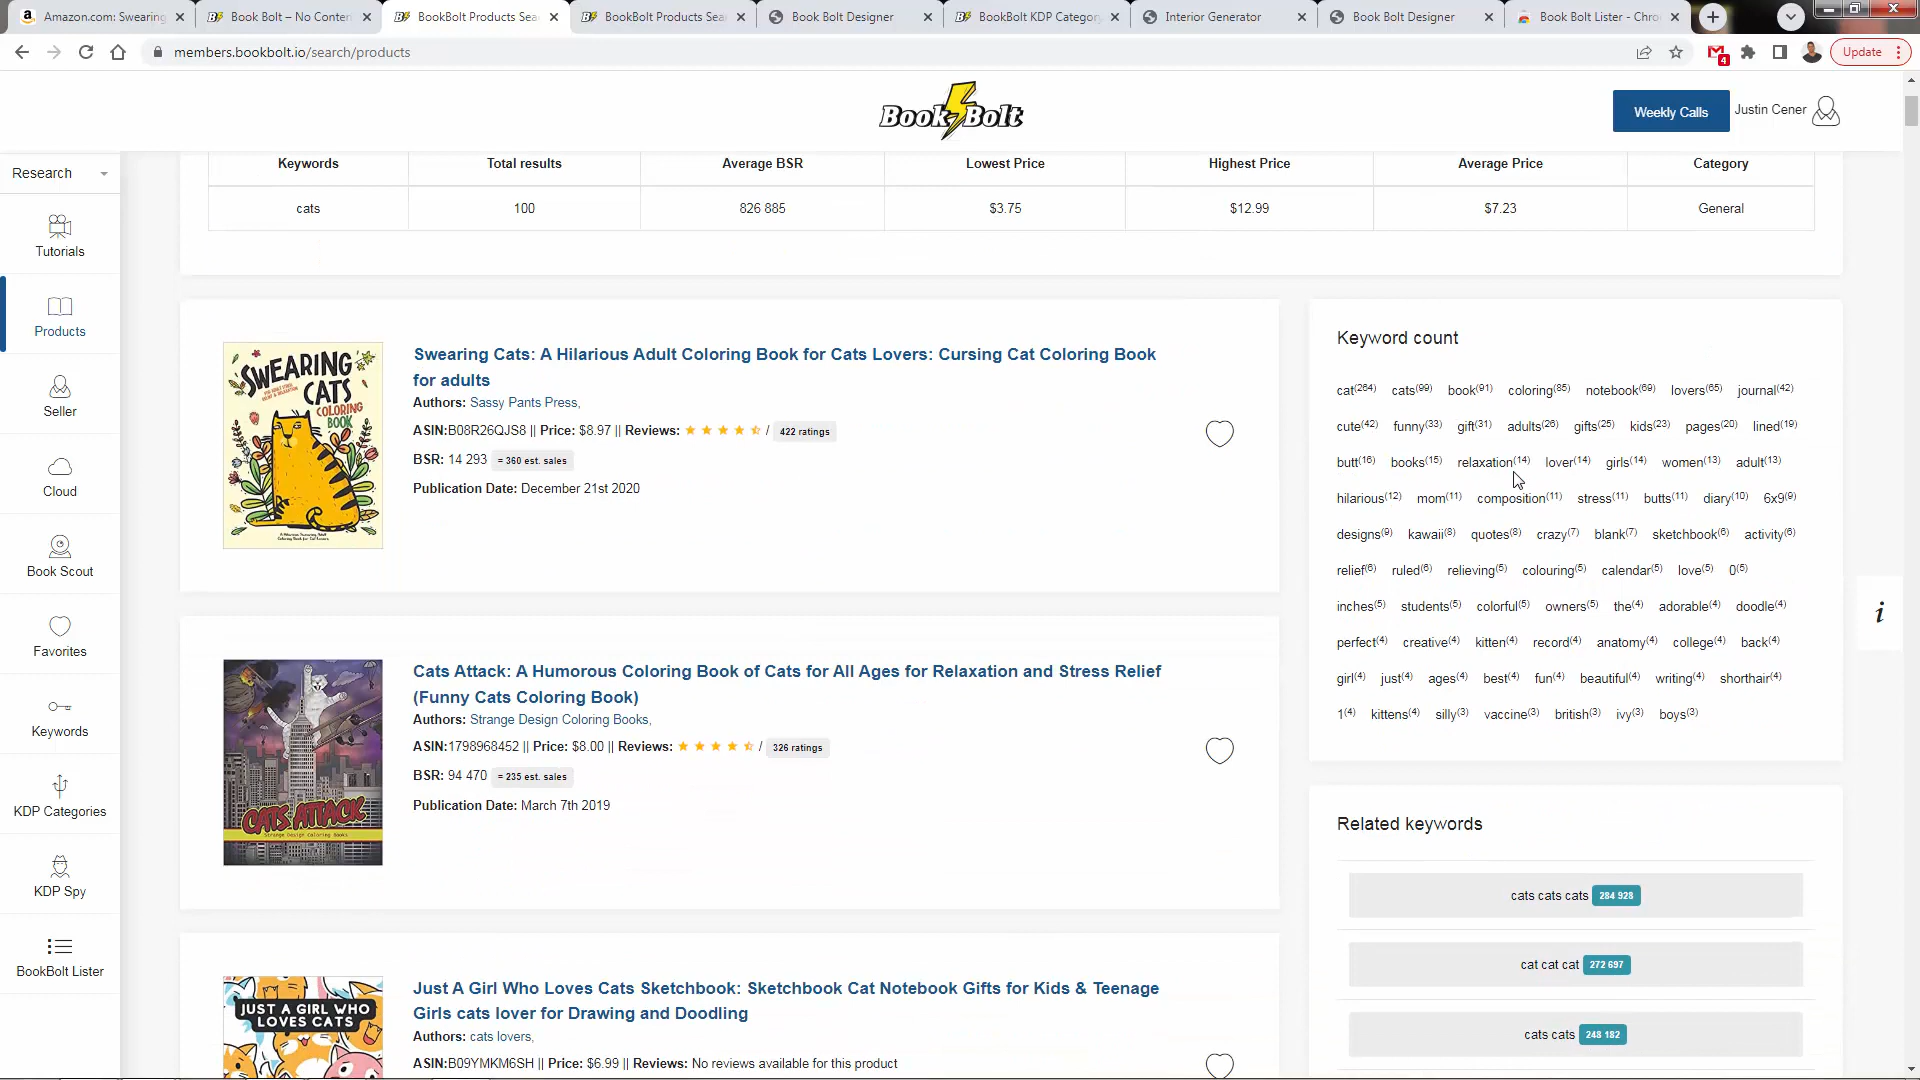 Amazon.com: Swearing
Book Bolt – No Conten
BookBolt Products Sea
BookBolt Products Sea
Book Bolt Designer
BookBolt KDP Category
Interior Generator
Book Bolt Designer
Book Bolt Lister - Chro
members.bookbolt.io/search/products
4
Update
Book Bolt
Weekly Calls
Justin Cener
Research
Tutorials
Products
Seller
Cloud
Book Scout
Favorites
Keywords
KDP Categories
KDP Spy
BookBolt Lister
Keywords Total results Average BSR Lowest Price Highest Price Average Price Category
cats 100 826 885 $3.75 $12.99 $7.23 General
SWEARING
CATS
COLORING
BOOK
Swearing Cats: A Hilarious Adult Coloring Book for Cats Lovers: Cursing Cat Coloring Book
for adults
Authors: Sassy Pants Press,
ASIN:B08R26QJS8 || Price: $8.97 || Reviews: / 422 ratings
BSR: 14 293 = 360 est. sales
Publication Date: December 21st 2020
CATS ATTACK
Strange Design Coloring Books
Cats Attack: A Humorous Coloring Book of Cats for All Ages for Relaxation and Stress Relief
(Funny Cats Coloring Book)
Authors: Strange Design Coloring Books,
ASIN:1798968452 || Price: $8.00 || Reviews: / 326 ratings
BSR: 94 470 = 235 est. sales
Publication Date: March 7th 2019
JUST A GIRL WHO
LOVES CATS
Just A Girl Who Loves Cats Sketchbook: Sketchbook Cat Notebook Gifts for Kids & Teenage
Girls cats lover for Drawing and Doodling
Authors: cats lovers,
ASIN:B09YMKM6SH || Price: $6.99 || Reviews: No reviews available for this product
Keyword count
cat(264) cats(99) book(91) coloring(85) notebook(69) lovers(65) journal(42)
cute(42) funny(33) gift(31) adults(26) gifts(25) kids(23) pages(20) lined(19)
butt(16) books(15) relaxation(14) lover(14) girls(14) women(13) adult(13)
hilarious(12) mom(11) composition(11) stress(11) butts(11) diary(10) 6x9(9)
designs(9) kawaii(8) quotes(8) crazy(7) blank(7) sketchbook(6) activity(6)
relief(6) ruled(6) relieving(5) colouring(5) calendar(5) love(5) 0(5)
inches(5) students(5) colorful(5) owners(5) the(4) adorable(4) doodle(4)
perfect(4) creative(4) kitten(4) record(4) anatomy(4) college(4) back(4)
girl(4) just(4) ages(4) best(4) fun(4) beautiful(4) writing(4) shorthair(4)
1(4) kittens(4) silly(3) vaccine(3) british(3) ivy(3) boys(3)
i
Related keywords
cats cats cats 284 928
cat cat cat 272 697
cats cats 248 182